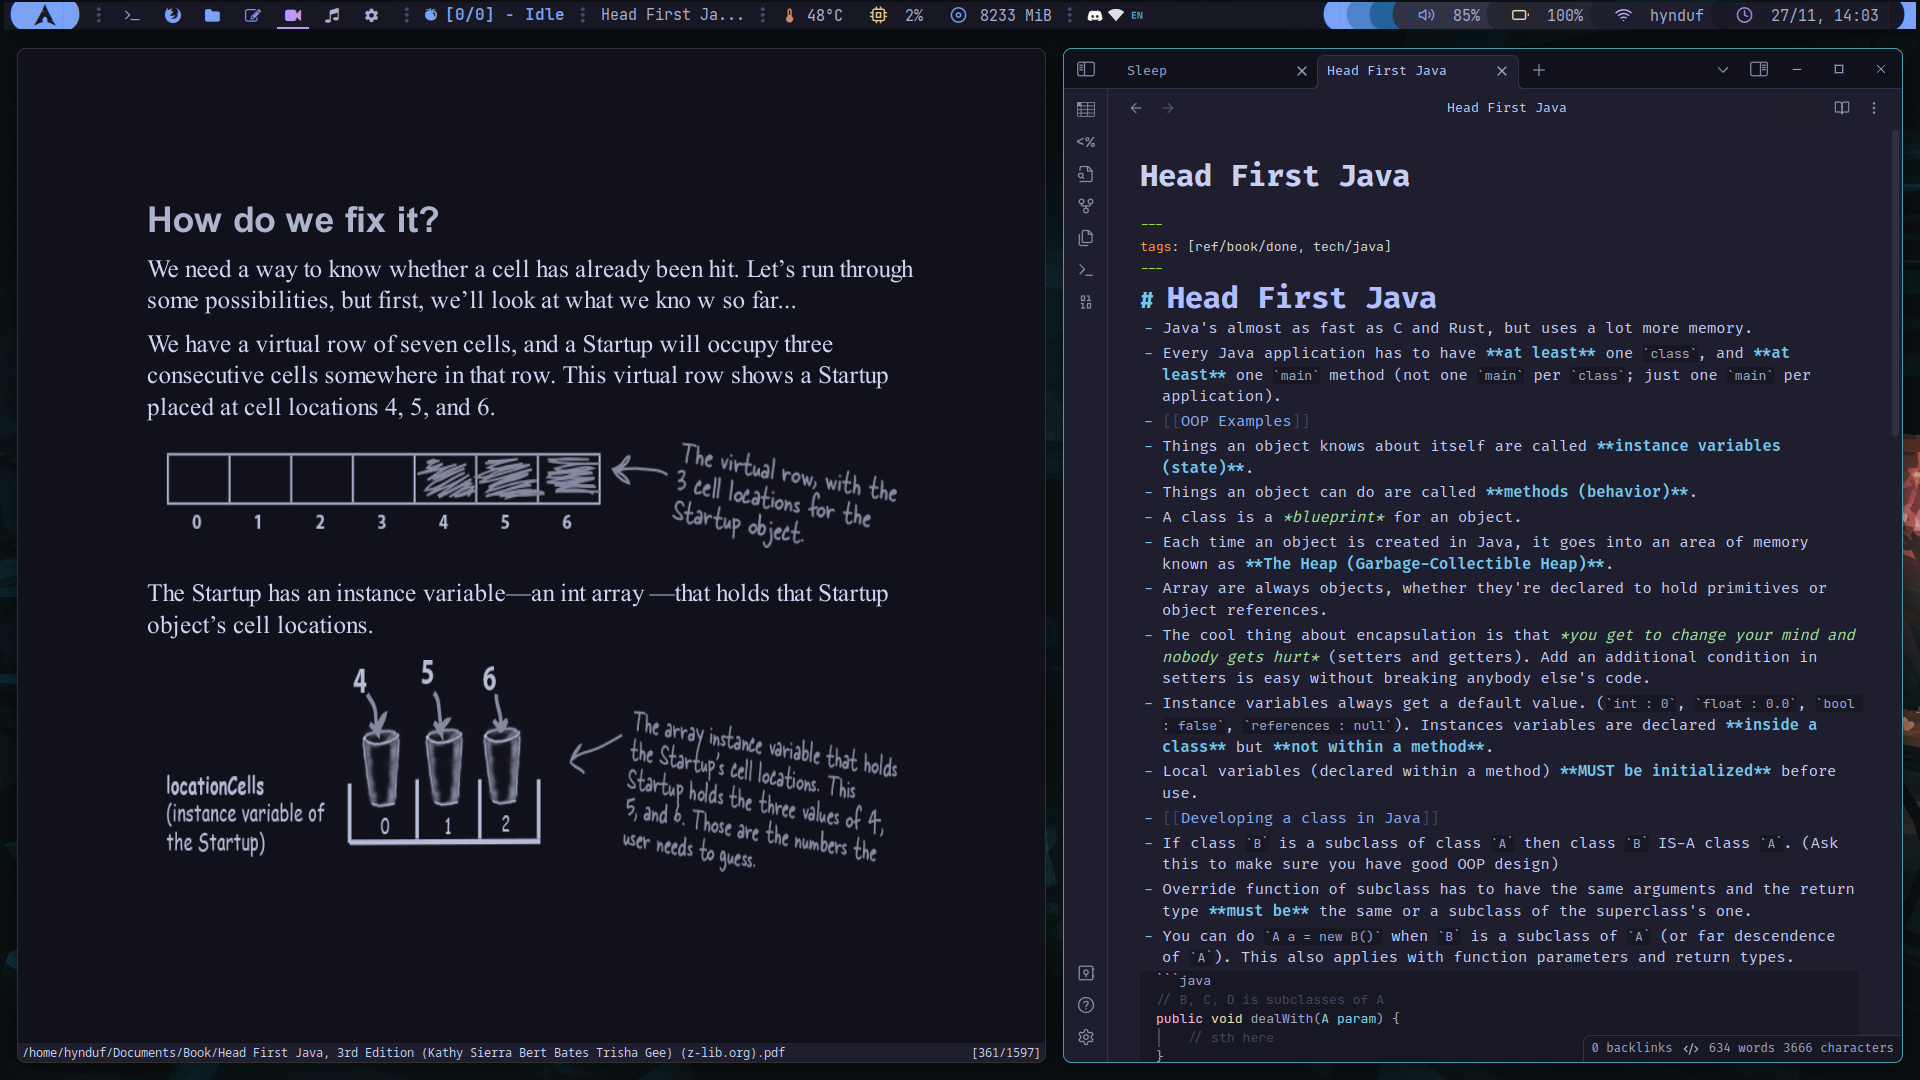 [0/0] - Idle
Head First Ja...
48°C
2%
8233 MiB
EN
85%
100%
hynduf
27/11, 14:03
How do we fix it?
We need a way to know whether a cell has already been hit. Let’s run through
some possibilities, but first, we’ll look at what we kno w so far...
We have a virtual row of seven cells, and a Startup will occupy three
consecutive cells somewhere in that row. This virtual row shows a Startup
placed at cell locations 4, 5, and 6.
The virtual row, with the
3 cell locations for the
Startup object.
0 1 2 3 4 5 6
The Startup has an instance variable—an int array —that holds that Startup
object’s cell locations.
4 5 6
The array instance variable that holds
the Startup's cell locations. This
Startup holds the three values of 4,
5, and 6. Those are the numbers the
user needs to guess.
locationCells
(instance variable of
the Startup)
0 1 2
/home/hynduf/Documents/Book/Head First Java, 3rd Edition (Kathy Sierra Bert Bates Trisha Gee) (z-lib.org).pdf
[361/1597]
Sleep
Head First Java
Head First Java
Head First Java
---
tags: [ref/book/done, tech/java]
---
# Head First Java
- Java's almost as fast as C and Rust, but uses a lot more memory.
- Every Java application has to have **at least** one `class`, and **at
least** one `main` method (not one `main` per `class`; just one `main` per
application).
- [[OOP Examples]]
- Things an object knows about itself are called **instance variables
(state)**.
- Things an object can do are called **methods (behavior)**.
- A class is a *blueprint* for an object.
- Each time an object is created in Java, it goes into an area of memory
known as **The Heap (Garbage-Collectible Heap)**.
- Array are always objects, whether they're declared to hold primitives or
object references.
- The cool thing about encapsulation is that *you get to change your mind and
nobody gets hurt* (setters and getters). Add an additional condition in
setters is easy without breaking anybody else's code.
- Instance variables always get a default value. (`int : 0`, `float : 0.0`, `bool
: false`, `references : null`). Instances variables are declared **inside a
class** but **not within a method**.
- Local variables (declared within a method) **MUST be initialized** before
use.
- [[Developing a class in Java]]
- If class `B` is a subclass of class `A` then class `B` IS-A class `A`. (Ask
this to make sure you have good OOP design)
- Override function of subclass has to have the same arguments and the return
type **must be** the same or a subclass of the superclass's one.
- You can do `A a = new B()` when `B` is a subclass of `A` (or far descendence
of `A`). This also applies with function parameters and return types.
```java
// B, C, D is subclasses of A
public void dealWith(A param) {
// sth here
}
0 backlinks </> 634 words 3666 characters